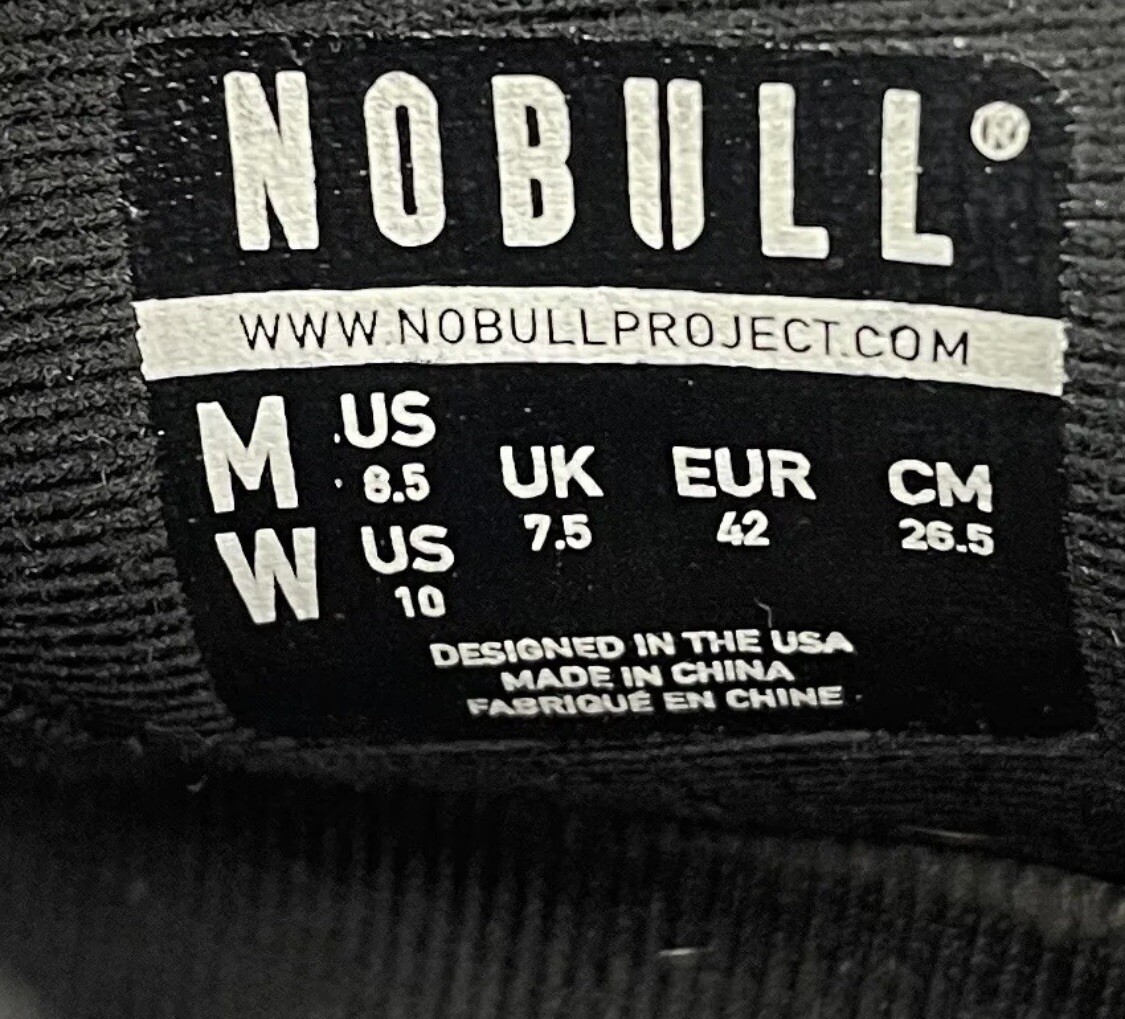 NOBULL®
WWW.NOBULLPROJECT.COM
M US 8.5
W US 10
UK 7.5
EUR 42
CM 26.5
DESIGNED IN THE USA
MADE IN CHINA
FABRIQUÉ EN CHINE